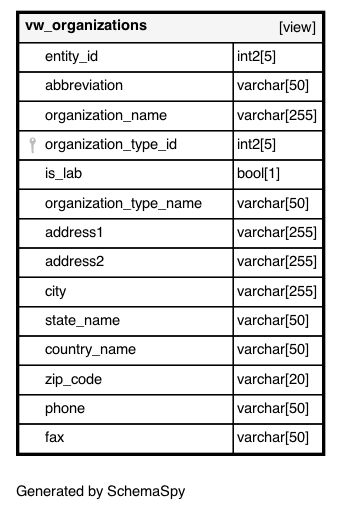 vw_organizations [view]
entity_id int2[5]
abbreviation varchar[50]
organization_name varchar[255]
organization_type_id int2[5]
is_lab bool[1]
organization_type_name varchar[50]
address1 varchar[255]
address2 varchar[255]
city varchar[255]
state_name varchar[50]
country_name varchar[50]
zip_code varchar[20]
phone varchar[50]
fax varchar[50]
Generated by SchemaSpy